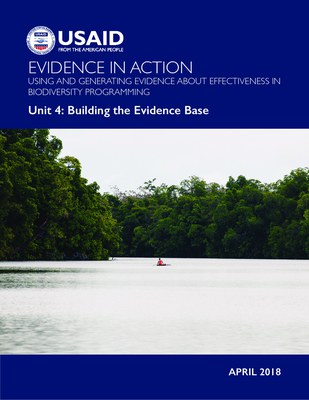 USAID
FROM THE AMERICAN PEOPLE
EVIDENCE IN ACTION
USING AND GENERATING EVIDENCE ABOUT EFFECTIVENESS IN
BIODIVERSITY PROGRAMMING
Unit 4: Building the Evidence Base
APRIL 2018